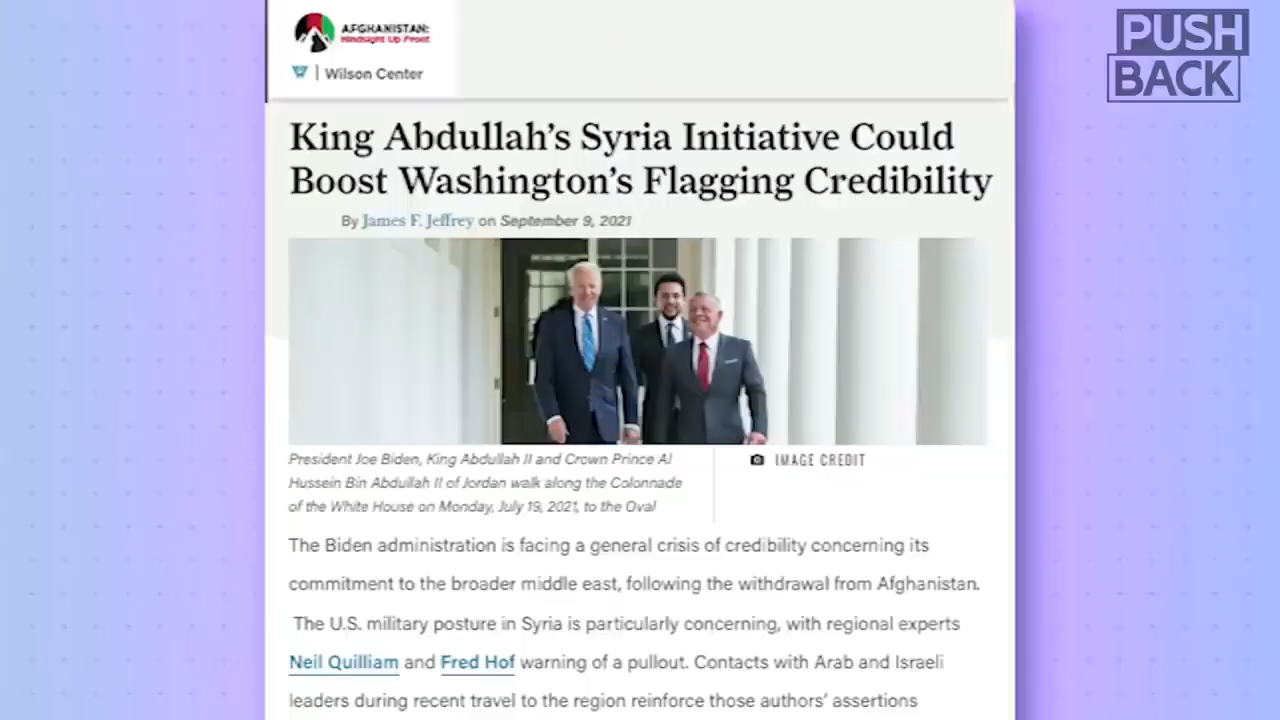 AFGHANISTAN:
Hindsight Up Front
W | Wilson Center
PUSH
BACK
King Abdullah’s Syria Initiative Could
Boost Washington’s Flagging Credibility
By James F. Jeffrey on September 9, 2021
President Joe Biden, King Abdullah II and Crown Prince Al
Hussein Bin Abdullah II of Jordan walk along the Colonnade
of the White House on Monday, July 19, 2021, to the Oval
IMAGE CREDIT
The Biden administration is facing a general crisis of credibility concerning its
commitment to the broader middle east, following the withdrawal from Afghanistan.
The U.S. military posture in Syria is particularly concerning, with regional experts
Neil Quilliam and Fred Hof warning of a pullout. Contacts with Arab and Israeli
leaders during recent travel to the region reinforce those authors’ assertions